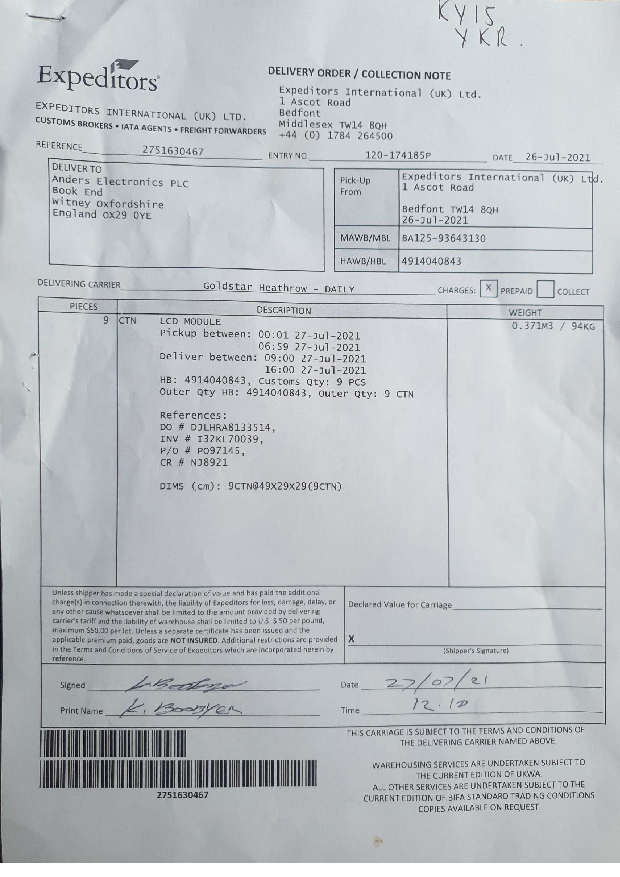 KY15
YKR.
Expeditors
DELIVERY ORDER / COLLECTION NOTE
Expeditors International (UK) Ltd.
1 Ascot Road
Bedfont
Middlesex TW14 8QH
+44 (0) 1784 264500
EXPEDITORS INTERNATIONAL (UK) LTD.
CUSTOMS BROKERS • IATA AGENTS • FREIGHT FORWARDERS
REFERENCE 2751630467 ENTRY NO 120-174185P DATE 26-Jul-2021
DELIVER TO
Anders Electronics PLC
Book End
Witney Oxfordshire
England OX29 0YE
Pick-Up From Expeditors International (UK) Ltd.
1 Ascot Road
Bedfont TW14 8QH
26-Jul-2021
MAWB/MBL BA125-93643130
HAWB/HBL 4914040843
DELIVERING CARRIER Goldstar Heathrow - DAILY CHARGES: X PREPAID COLLECT
PIECES DESCRIPTION WEIGHT
9 CTN LCD MODULE 0.371M3 / 94KG
Pickup between: 00:01 27-Jul-2021
06:59 27-Jul-2021
Deliver between: 09:00 27-Jul-2021
16:00 27-Jul-2021
HB: 4914040843, Customs Qty: 9 PCS
Outer Qty HB: 4914040843, Outer Qty: 9 CTN
References:
DO # DJLHRA8133514,
INV # I32KL70039,
P/O # PO97145,
CR # NJ8921
DIMS (cm): 9CTN@49X29X29(9CTN)
Unless shipper has made a special declaration of value and has paid the additional
charge(s) in connection therewith, the liability of Expeditors for loss, damage, delay, or
any other cause whatsoever shall be limited to the amount provided by delivering
carrier's tariff and the liability of warehouse shall be limited to U.S. $.50 per pound,
maximum $50.00 per lot. Unless a separate certificate has been issued and the
applicable premium paid, goods are NOT INSURED. Additional restrictions are provided
in the Terms and Conditions of Service of Expeditors which are incorporated herein by
reference.
Declared Value for Carriage
X
(Shipper's Signature)
Signed
Date 27/07/21
Print Name K. BOOBYER
Time 12.10
THIS CARRIAGE IS SUBJECT TO THE TERMS AND CONDITIONS OF
THE DELIVERING CARRIER NAMED ABOVE.
WAREHOUSING SERVICES ARE UNDERTAKEN SUBJECT TO
THE CURRENT EDITION OF UKWA.
ALL OTHER SERVICES ARE UNDERTAKEN SUBJECT TO THE
CURRENT EDITION OF BIFA STANDARD TRADING CONDITIONS
COPIES AVAILABLE ON REQUEST.
2751630467